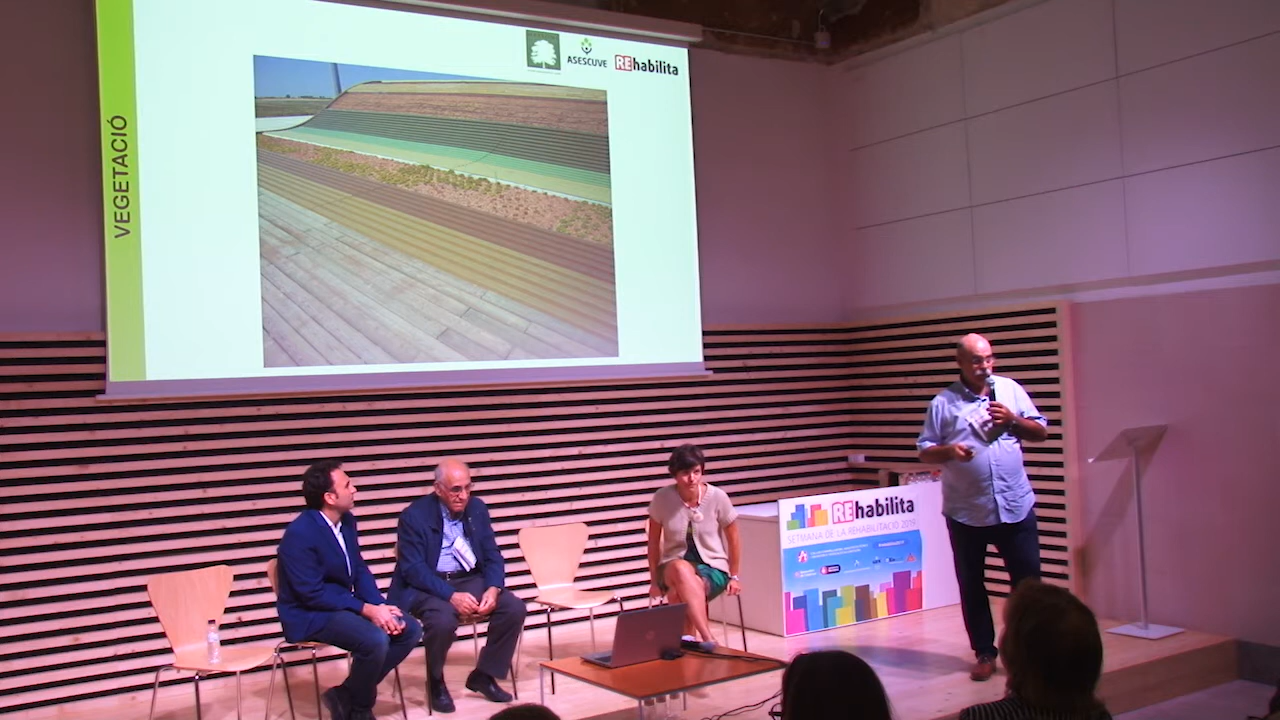 VEGETACIÓ
ASESCUVE
REhabilita
REhabilita
SETMANA DE LA REHABILITACIÓ 2019